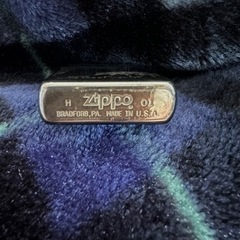 H Zippo 01
BRADFORD, PA. MADE IN U.S.A.